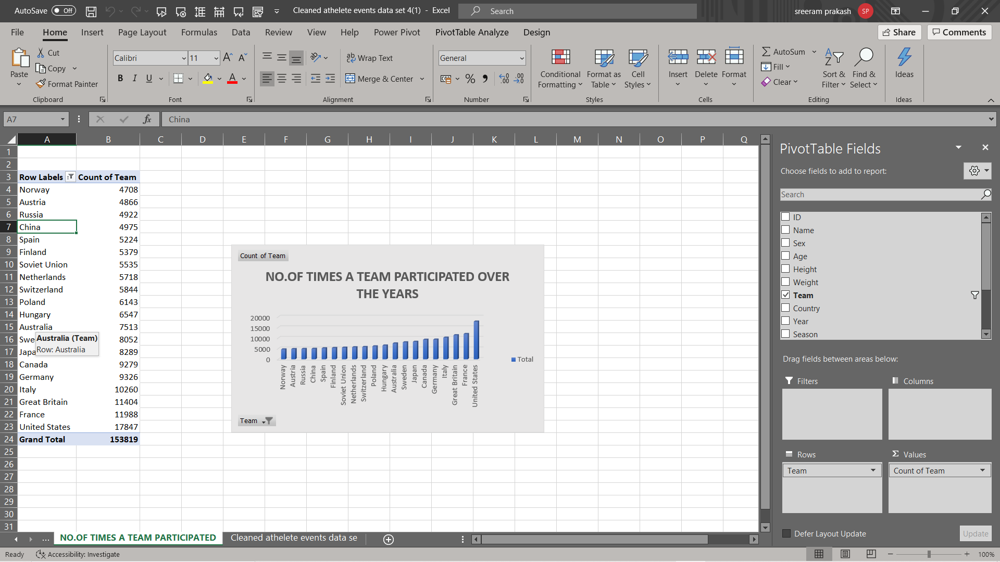 AutoSave Off Cleaned athelete events data set 4(1) - Excel Search sreeram prakash SP
File Home Insert Page Layout Formulas Data Review View Help Power Pivot PivotTable Analyze Design Share Comments
Paste Cut Copy Format Painter
Calibri 11
B I U A
ab Wrap Text
Merge & Center
General
% .00 .0
Conditional Formatting Format as Table Cell Styles
Insert Delete Format
AutoSum Fill Clear
Sort & Filter Find & Select
Ideas
Clipboard Font Alignment Number Styles Cells Editing Ideas
A7 fx China
A B C D E F G H I J K L M N O P Q
1
2
3 Row Labels Count of Team
4 Norway 4708
5 Austria 4866
6 Russia 4922
7 China 4975
8 Spain 5224
9 Finland 5379
10 Soviet Union 5535
11 Netherlands 5718
12 Switzerland 5844
13 Poland 6143
14 Hungary 6547
15 Australia 7513
16 Swe 8052
17 Japa 8289
18 Canada 9279
19 Germany 9326
20 Italy 10260
21 Great Britain 11404
22 France 11988
23 United States 17847
24 Grand Total 153819
25
26
27
28
29
30
31
Australia (Team)
Row: Australia
Count of Team
NO.OF TIMES A TEAM PARTICIPATED OVER
THE YEARS
20000
15000
10000
5000
0
Norway
Austria
Russia
China
Spain
Finland
Soviet Union
Netherlands
Switzerland
Poland
Hungary
Australia
Sweden
Japan
Canada
Germany
Italy
Great Britain
France
United States
Total
Team
PivotTable Fields
Choose fields to add to report:
Search
ID
Name
Sex
Age
Height
Weight
Team
Country
Year
Season
Drag fields between areas below:
Filters Columns
Rows Σ Values
Team Count of Team
Defer Layout Update Update
... NO.OF TIMES A TEAM PARTICIPATED Cleaned athelete events data se
Ready Accessibility: Investigate 100%